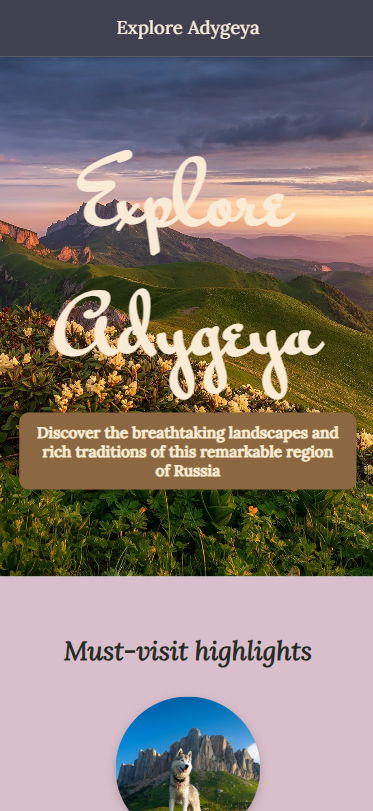 Explore Adygeya
Explore
Adygeya
Discover the breathtaking landscapes and
rich traditions of this remarkable region
of Russia
Must-visit highlights